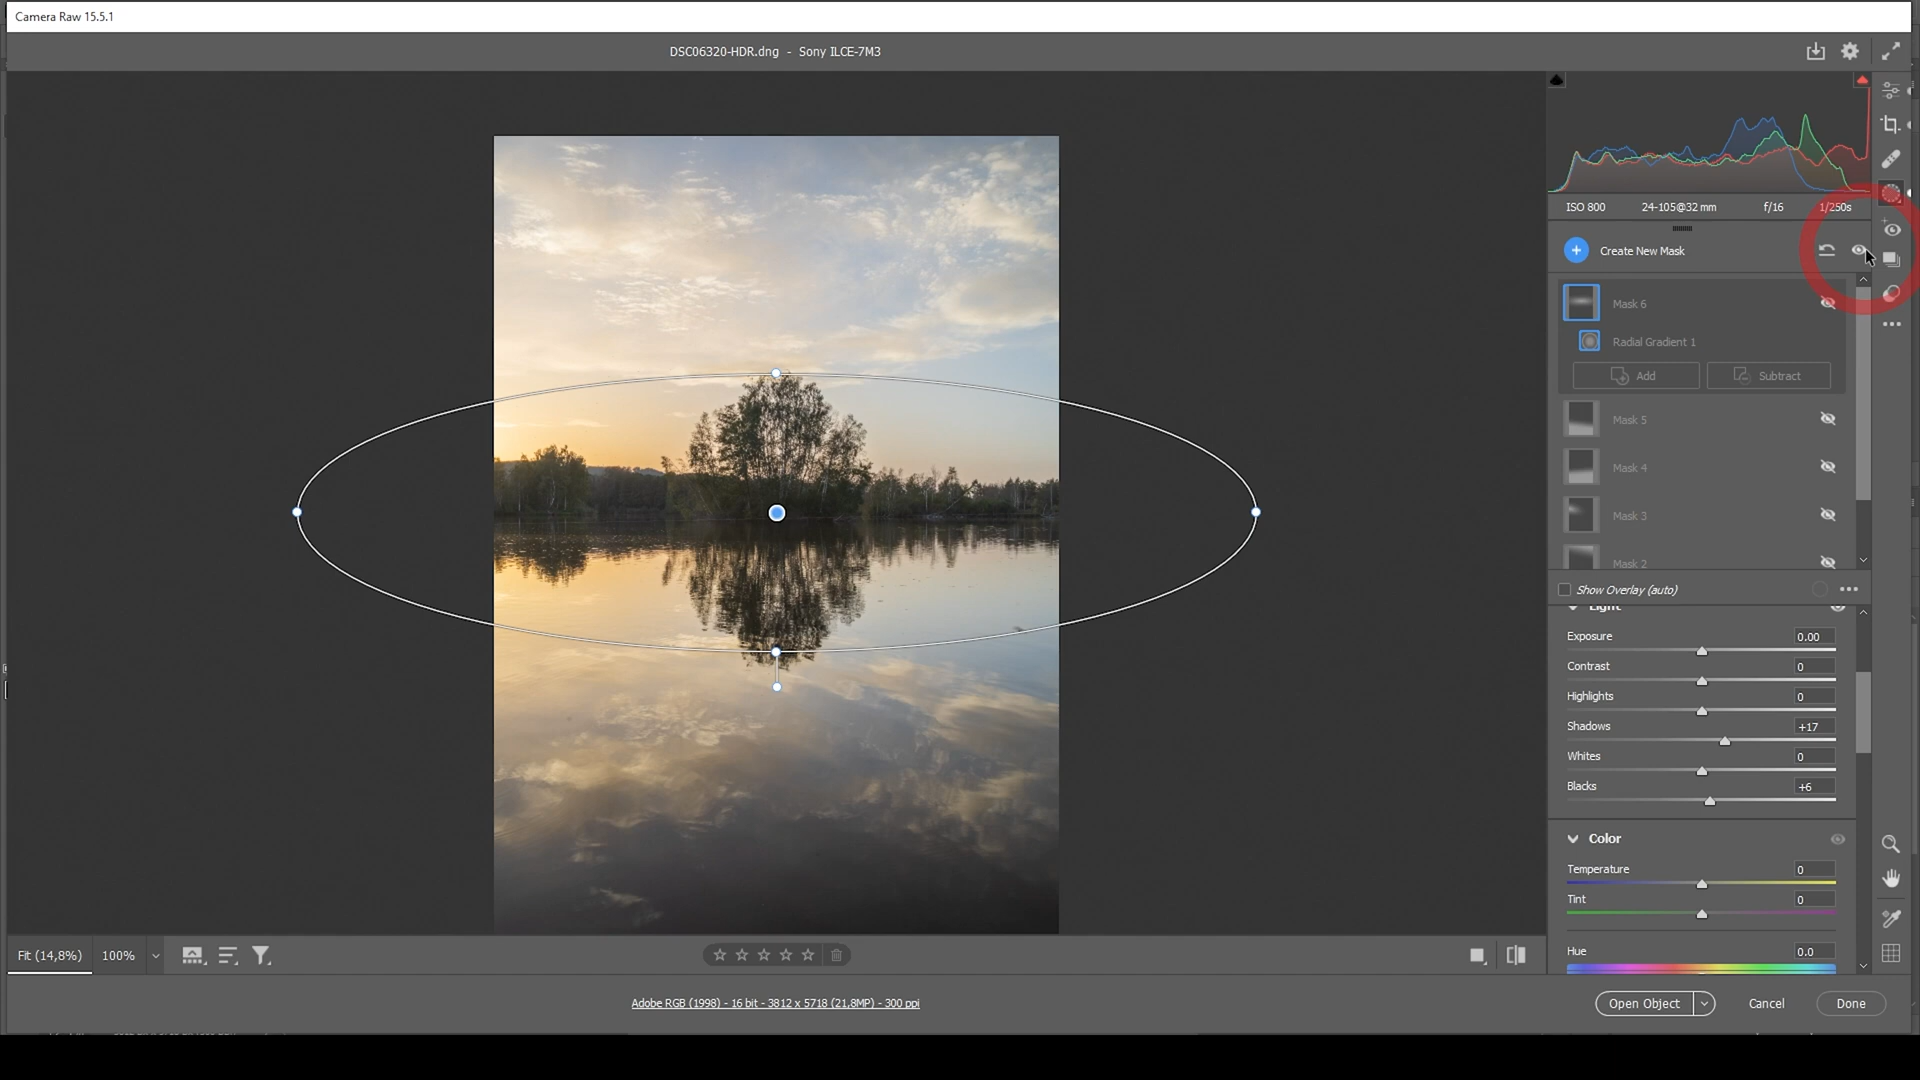 Camera Raw 15.5.1
DSC06320-HDR.dng - Sony ILCE-7M3
ISO 800 24-105@32 mm f/16 1/250s
Create New Mask
Mask 6
Radial Gradient 1
Add Subtract
Mask 5
Mask 4
Mask 3
Mask 2
Show Overlay (auto)
Light
Exposure 0.00
Contrast 0
Highlights 0
Shadows +17
Whites 0
Blacks +6
Color
Temperature 0
Tint 0
Hue 0.0
Fit (14,8%) 100%
Adobe RGB (1998) - 16 bit - 3812 x 5718 (21,8MP) - 300 ppi
Open Object Cancel Done